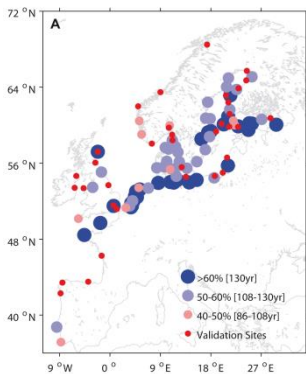 72 °N
A
64 °N
56 °N
48 °N
40 °N
>60% [130yr]
50-60% [108-130yr]
40-50% [86-108yr]
Validation Sites
9 °W 0 ° 9 °E 18 °E 27 °E